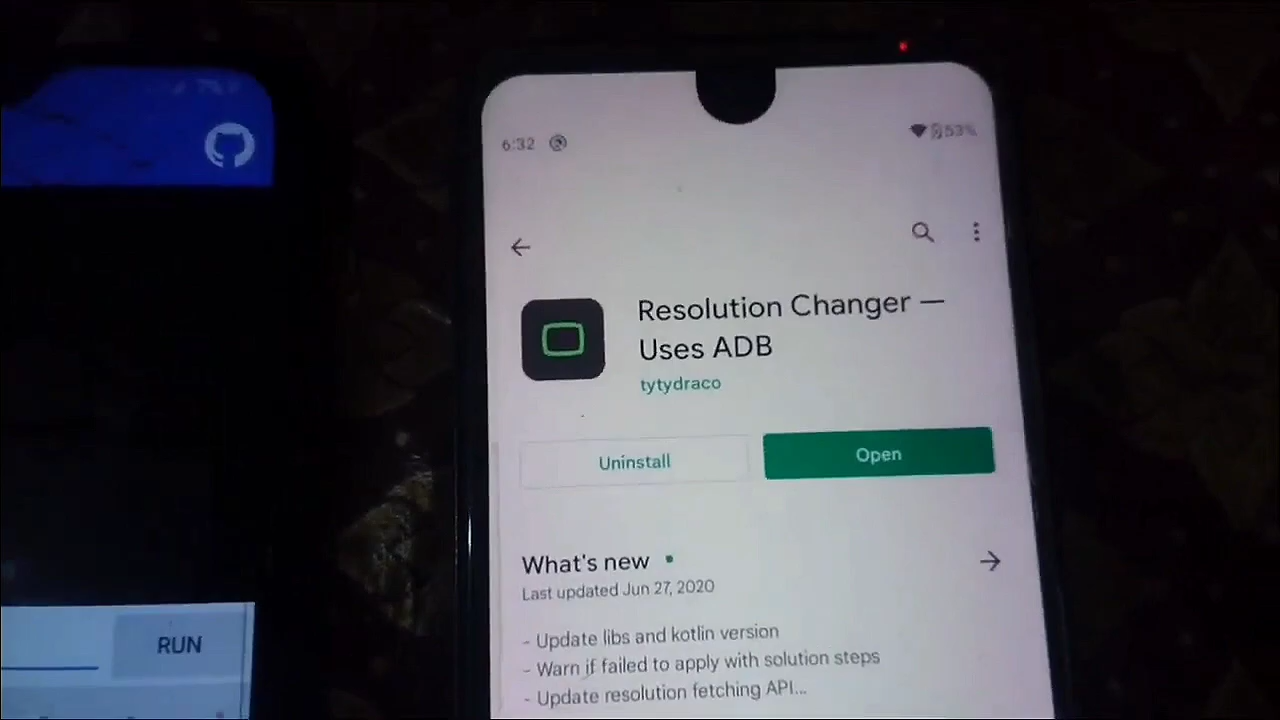 6:32
53%
Resolution Changer —
Uses ADB
tytydraco
Uninstall
Open
What's new
Last updated Jun 27, 2020
- Update libs and kotlin version
- Warn if failed to apply with solution steps
- Update resolution fetching API...
RUN